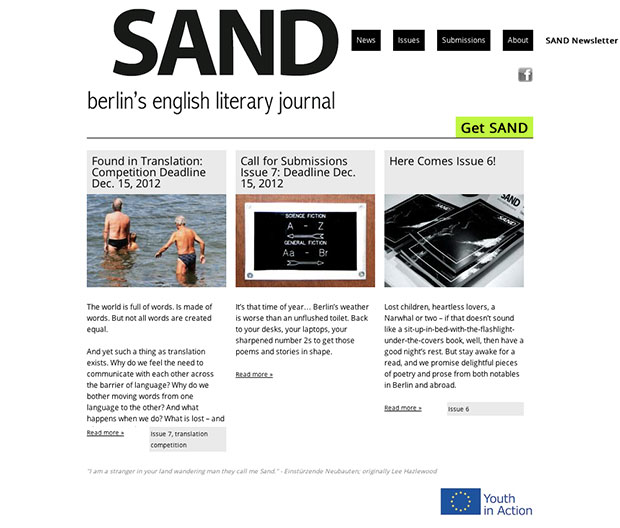 SAND
berlin's english literary journal
News
Issues
Submissions
About
SAND Newsletter
f
Get SAND
Found in Translation:
Competition Deadline
Dec. 15, 2012
The world is full of words. Is made of
words. But not all words are created
equal.
And yet such a thing as translation
exists. Why do we feel the need to
communicate with each other across
the barrier of language? Why do we
bother moving words from one
language to the other? And what
happens when we do? What is lost – and
Read more »
Issue 7, translation
competition
Call for Submissions
Issue 7: Deadline Dec.
15, 2012
SCIENCE FICTION
A - Z
GENERAL FICTION
Aa - Br
It's that time of year… Berlin's weather
is worse than an unflushed toilet. Back
to your desks, your laptops, your
sharpened number 2s to get those
poems and stories in shape.
Read more »
Here Comes Issue 6!
SAND
SAND
Lost children, heartless lovers, a
Narwhal or two – if that doesn't sound
like a sit-up-in-bed-with-the-flashlight-
under-the-covers book, well, then have a
good night's rest. But stay awake for a
read, and we promise delightful pieces
of poetry and prose from both notables
in Berlin and abroad.
Read more »
Issue 6
"I am a stranger in your land wandering man they call me Sand." - Einstürzende Neubauten; originally Lee Hazlewood
Youth
in Action